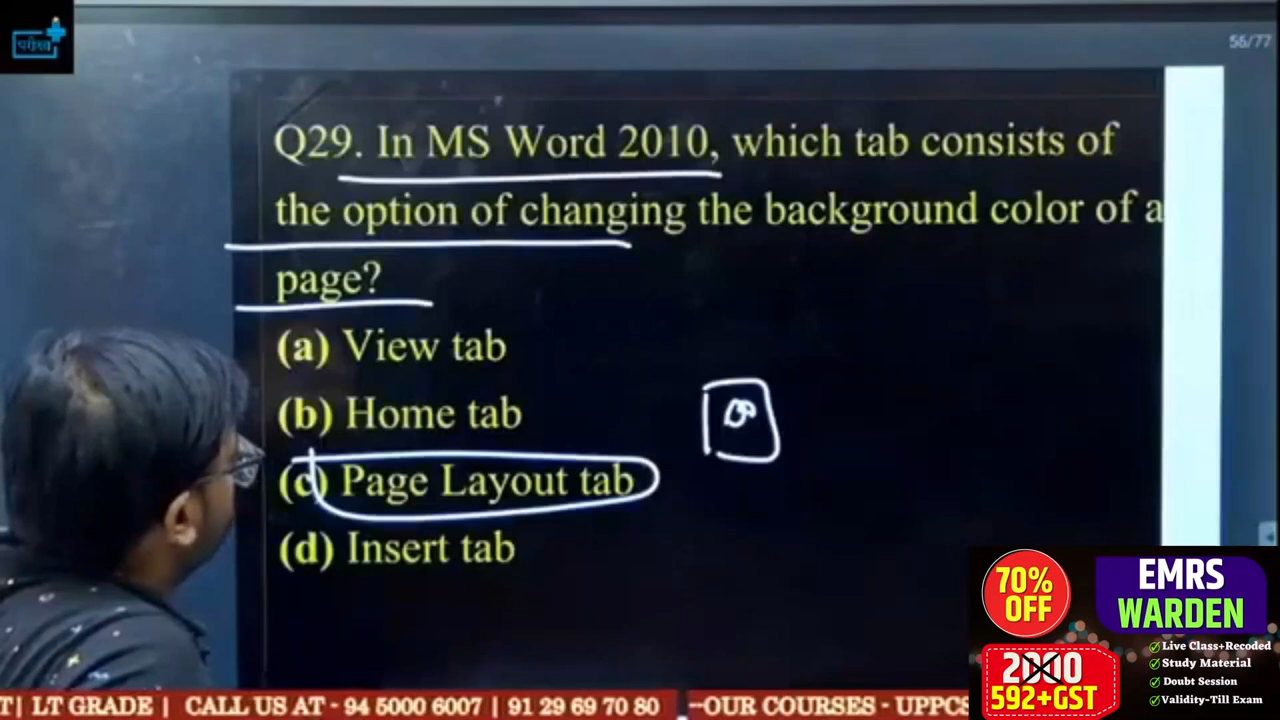 परीक्षा
56/77
Q29. In MS Word 2010, which tab consists of
the option of changing the background color of a
page?
(a) View tab
(b) Home tab
(c) Page Layout tab
(d) Insert tab
70%
OFF
EMRS
WARDEN
2000
592+GST
Live Class+Recoded
Study Material
Doubt Session
Validity-Till Exam
T| LT GRADE | CALL US AT - 94 5000 6007 | 91 29 69 70 80 --OUR COURSES - UPPCS